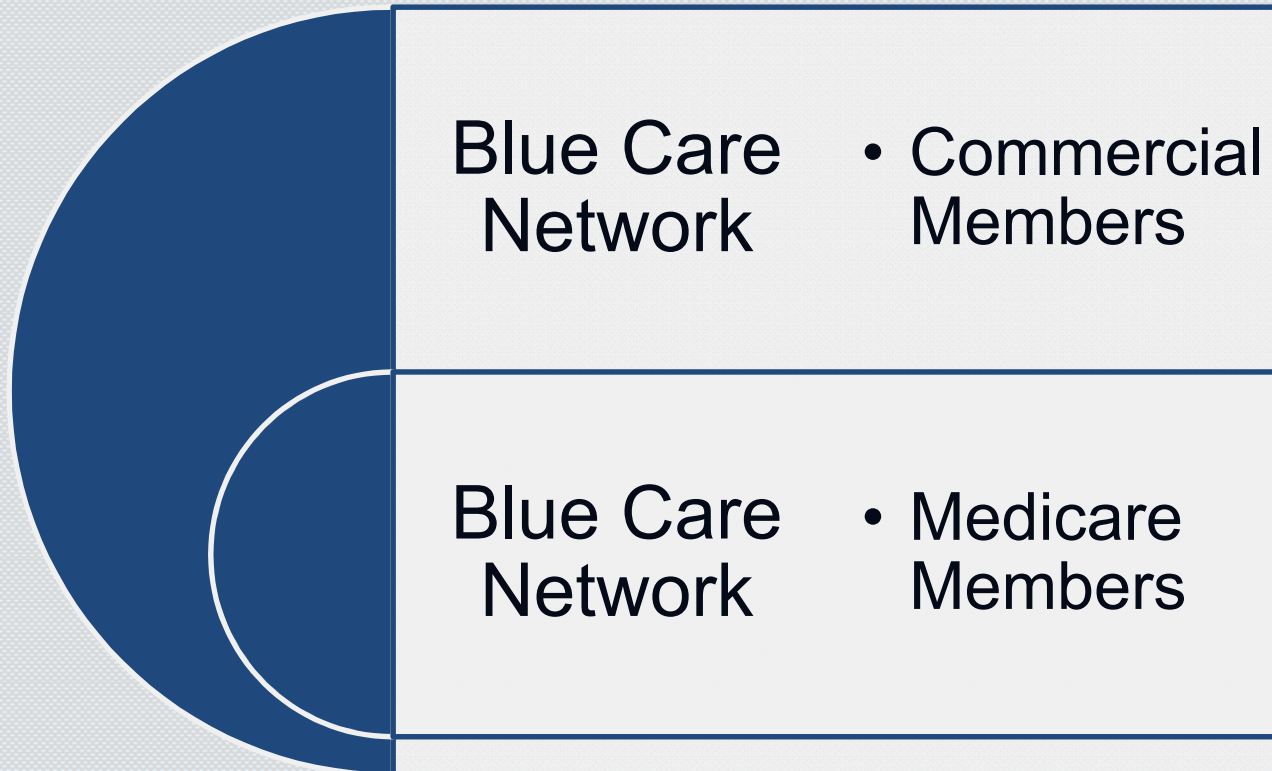 Blue Care
Network
• Commercial
Members
Blue Care
Network
• Medicare
Members